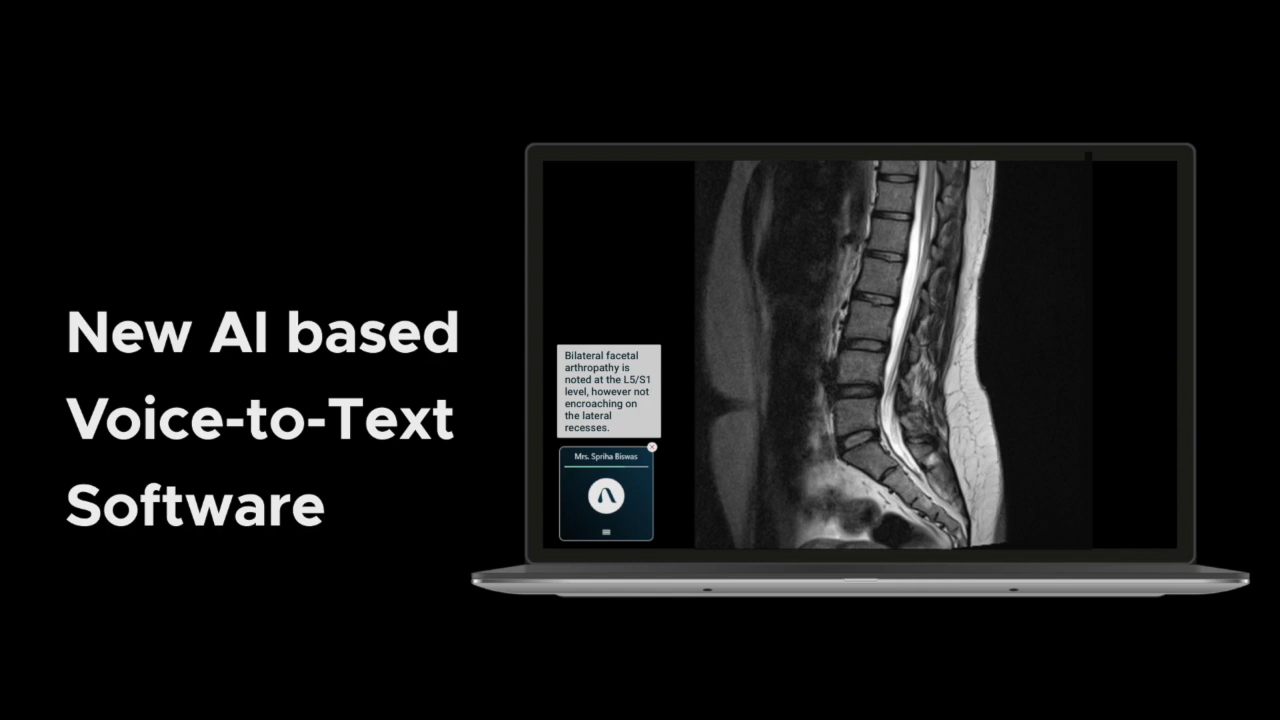 New AI based
Voice-to-Text
Software
Bilateral facetal
arthropathy is
noted at the L5/S1
level, however not
encroaching on
the lateral
recesses.
Mrs. Spriha Biswas